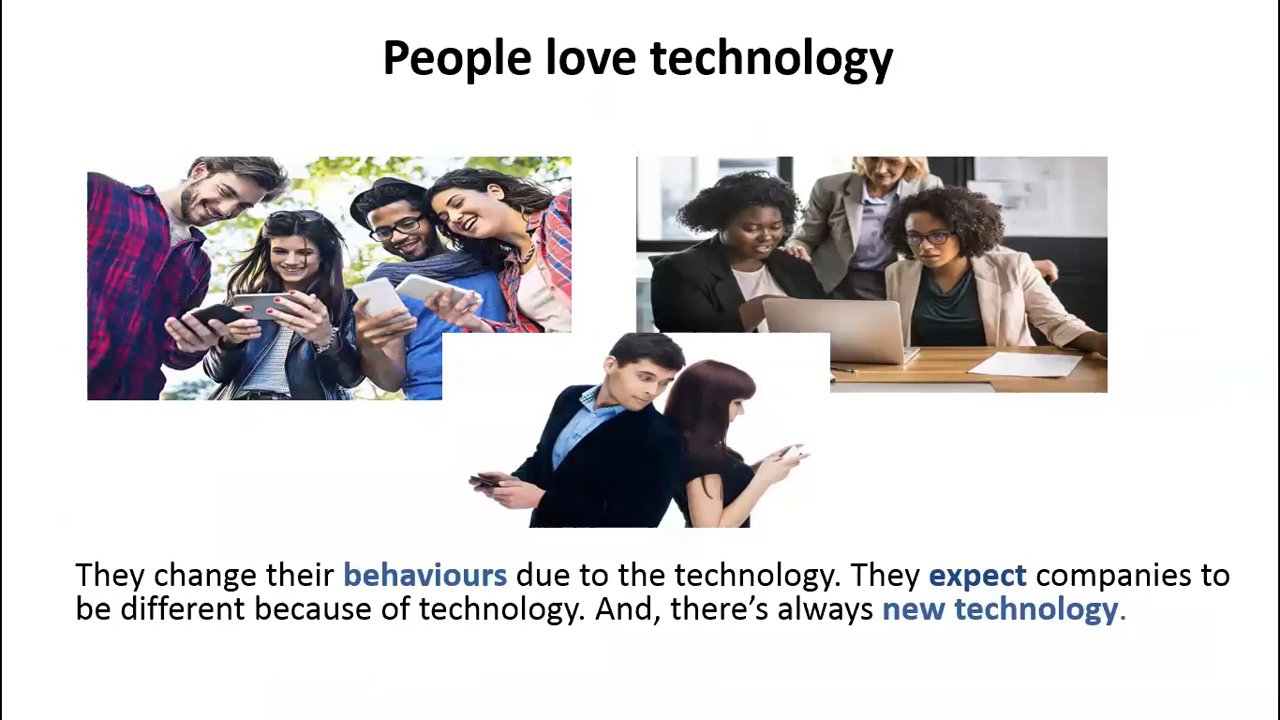 People love technology
They change their behaviours due to the technology. They expect companies to
be different because of technology. And, there’s always new technology.